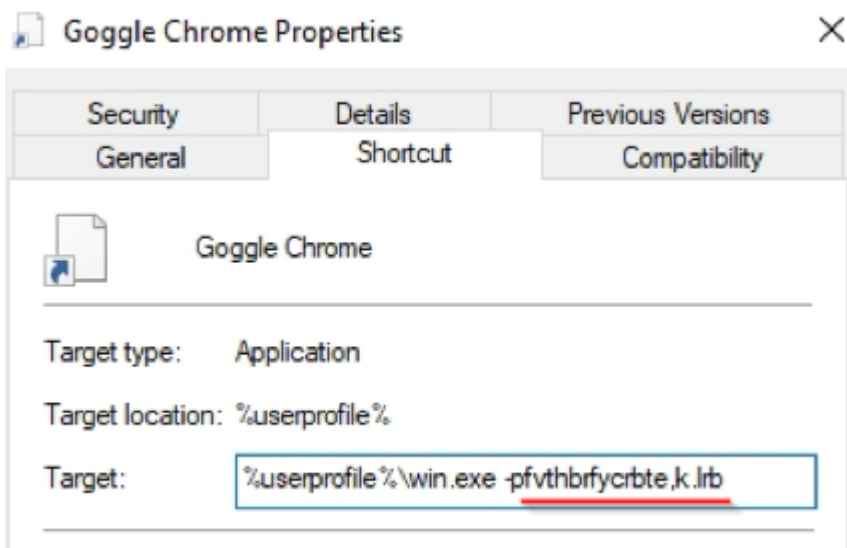 Goggle Chrome Properties
Security Details Previous Versions
General Shortcut Compatibility
Goggle Chrome
Target type: Application
Target location: %userprofile%
Target: %userprofile%\win.exe -pfvthbrfycrbte,k.lrb